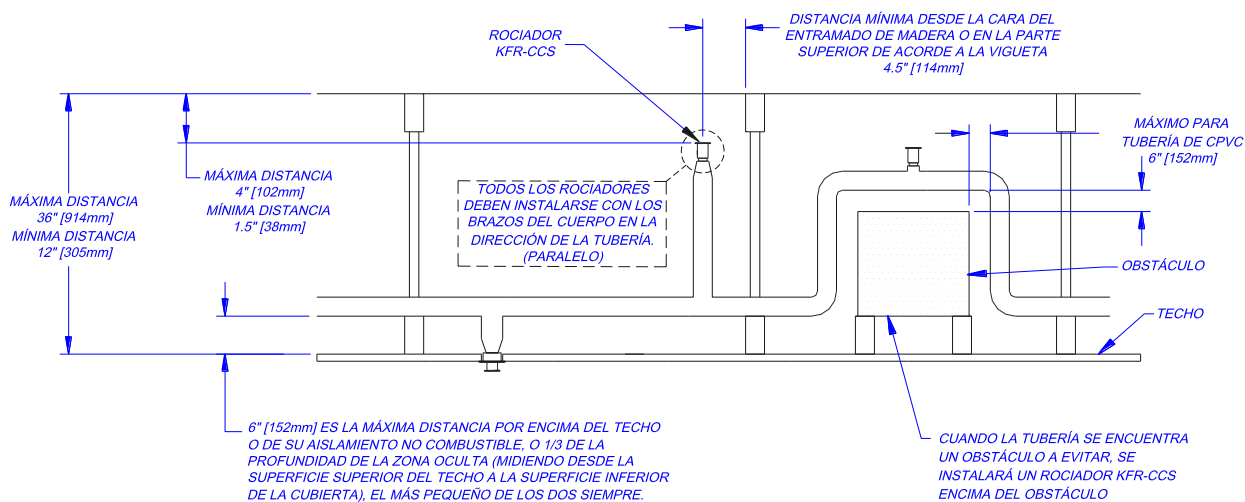 ROCIADOR
KFR-CCS
DISTANCIA MÍNIMA DESDE LA CARA DEL
ENTRAMADO DE MADERA O EN LA PARTE
SUPERIOR DE ACORDE A LA VIGUETA
4.5" [114mm]
MÁXIMO PARA
TUBERÍA DE CPVC
6" [152mm]
MÁXIMA DISTANCIA
4" [102mm]
MÍNIMA DISTANCIA
1.5" [38mm]
MÁXIMA DISTANCIA
36" [914mm]
MÍNIMA DISTANCIA
12" [305mm]
TODOS LOS ROCIADORES
DEBEN INSTALARSE CON LOS
BRAZOS DEL CUERPO EN LA
DIRECCIÓN DE LA TUBERÍA.
(PARALELO)
OBSTÁCULO
TECHO
6" [152mm] ES LA MÁXIMA DISTANCIA POR ENCIMA DEL TECHO
O DE SU AISLAMIENTO NO COMBUSTIBLE, O 1/3 DE LA
PROFUNDIDAD DE LA ZONA OCULTA (MIDIENDO DESDE LA
SUPERFICIE SUPERIOR DEL TECHO A LA SUPERFICIE INFERIOR
DE LA CUBIERTA), EL MÁS PEQUEÑO DE LOS DOS SIEMPRE.
CUANDO LA TUBERÍA SE ENCUENTRA
UN OBSTÁCULO A EVITAR, SE
INSTALARÁ UN ROCIADOR KFR-CCS
ENCIMA DEL OBSTÁCULO